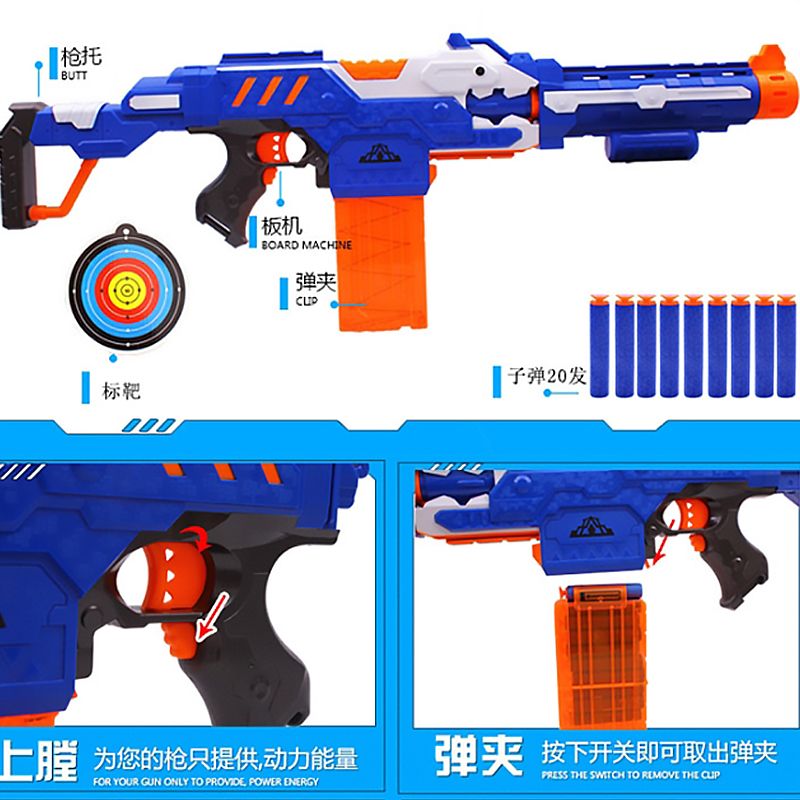 枪托
BUTT
板机
BOARD MACHINE
弹夹
CLIP
标靶
子弹20发
上膛
为您的枪只提供,动力能量
FOR YOUR GUN ONLY TO PROVIDE, POWER ENERGY
弹夹
按下开关即可取出弹夹
PRESS THE SWITCH TO REMOVE THE CLIP